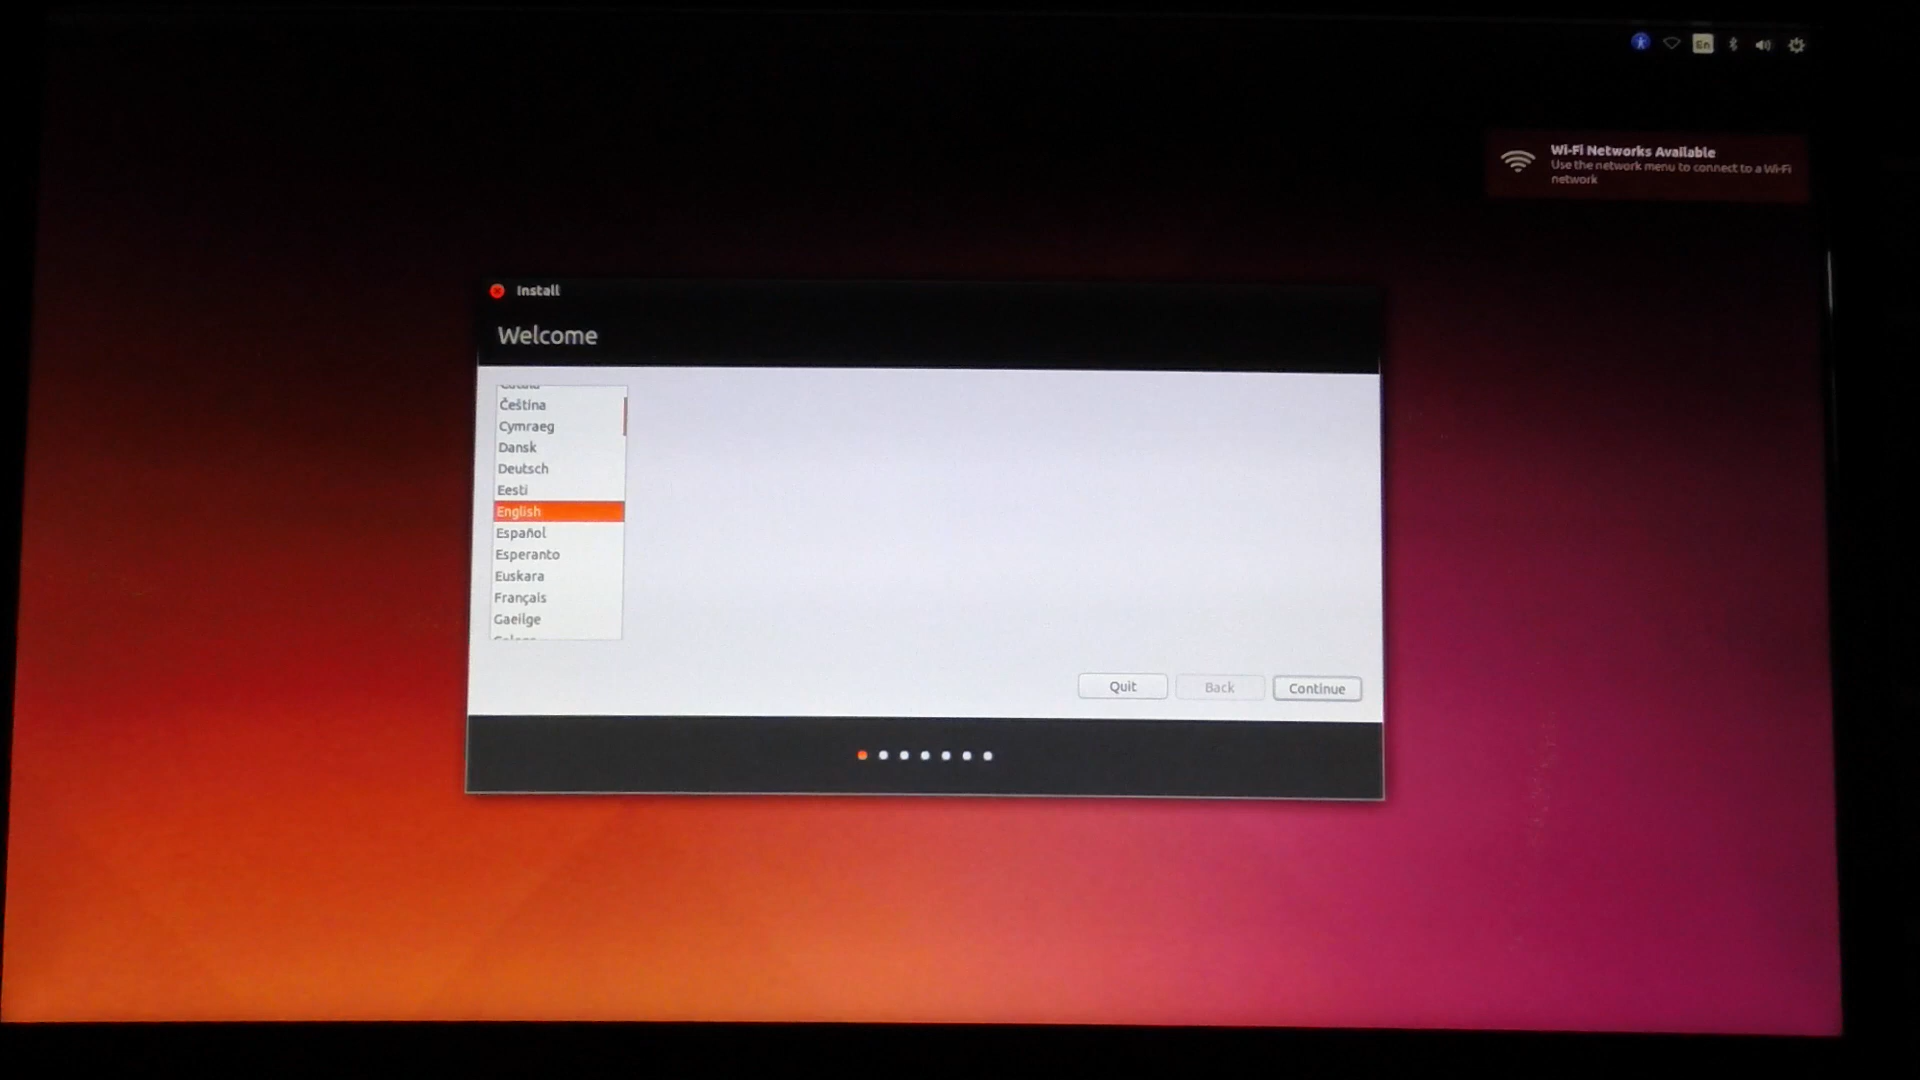 En
Wi-Fi Networks Available
Use the network menu to connect to a Wi-Fi
network
Install
Welcome
Čeština
Cymraeg
Dansk
Deutsch
Eesti
English
Español
Esperanto
Euskara
Français
Gaeilge
Quit
Back
Continue